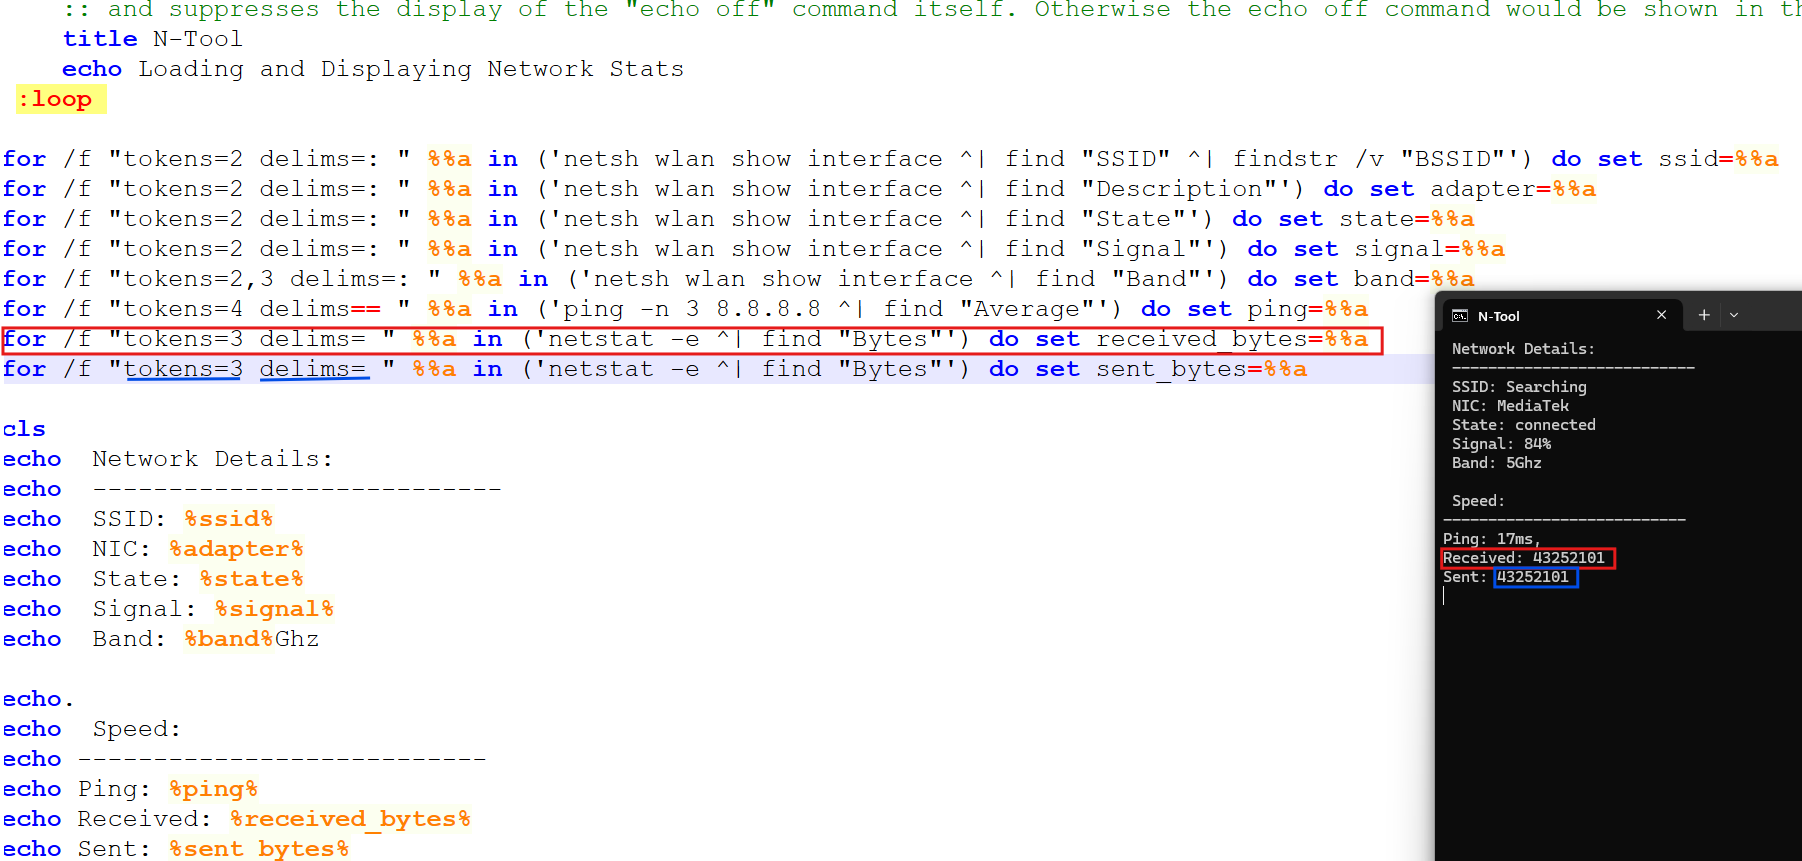 :: and suppresses the display of the "echo off" command itself. Otherwise the echo off command would be shown in
title N-Tool
echo Loading and Displaying Network Stats
:loop
for /f "tokens=2 delims=: " %%a in ('netsh wlan show interface ^| find "SSID" ^| findstr /v "BSSID"') do set ssid=%%a
for /f "tokens=2 delims=: " %%a in ('netsh wlan show interface ^| find "Description"') do set adapter=%%a
for /f "tokens=2 delims=: " %%a in ('netsh wlan show interface ^| find "State"') do set state=%%a
for /f "tokens=2 delims=: " %%a in ('netsh wlan show interface ^| find "Signal"') do set signal=%%a
for /f "tokens=2,3 delims=: " %%a in ('netsh wlan show interface ^| find "Band"') do set band=%%a
for /f "tokens=4 delims== " %%a in ('ping -n 3 8.8.8.8 ^| find "Average"') do set ping=%%a
for /f "tokens=3 delims= " %%a in ('netstat -e ^| find "Bytes"') do set received_bytes=%%a
for /f "tokens=3 delims= " %%a in ('netstat -e ^| find "Bytes"') do set sent_bytes=%%a
cls
echo  Network Details:
echo  ---------------------------
echo  SSID: %ssid%
echo  NIC: %adapter%
echo  State: %state%
echo  Signal: %signal%
echo  Band: %band%Ghz
echo.
echo  Speed:
echo ---------------------------
echo Ping: %ping%
echo Received: %received_bytes%
echo Sent: %sent_bytes%
N-Tool
Network Details:
---------------------------
SSID: Searching
NIC: MediaTek
State: connected
Signal: 84%
Band: 5Ghz
Speed:
---------------------------
Ping: 17ms,
Received: 43252101
Sent: 43252101